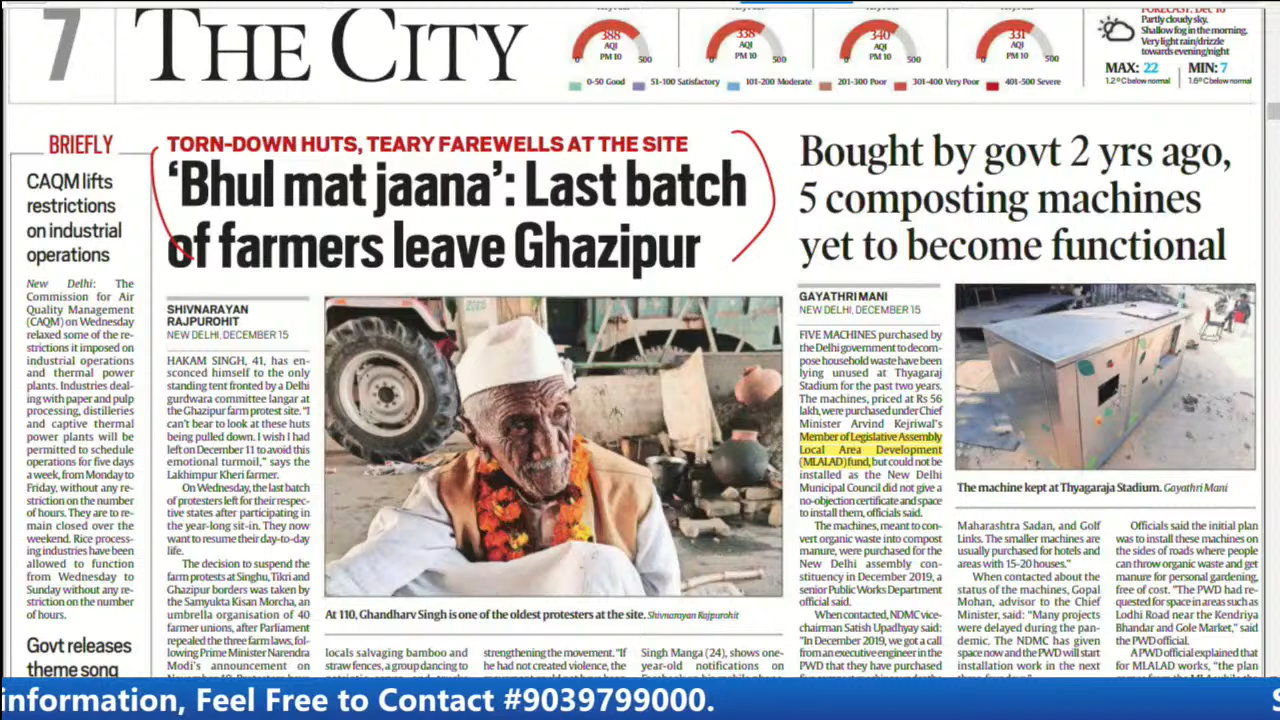 7
THE CITY
388
AQI
PM 10
0
500
338
AQI
PM 10
0
500
340
AQI
PM 10
0
500
331
AQI
PM 10
0
500
0-50 Good
51-100 Satisfactory
101-200 Moderate
201-300 Poor
301-400 Very Poor
401-500 Severe
FORECAST: Dec 16
Partly cloudy sky.
Shallow fog in the morning.
Very light rain/drizzle
towards evening/night
MAX: 22
1.2°C below normal
MIN: 7
1.6°C below normal
BRIEFLY
CAQM lifts
restrictions
on industrial
operations
New Delhi: The
Commission for Air
Quality Management
(CAQM) on Wednesday
relaxed some of the re-
strictions it imposed on
industrial operations
and thermal power
plants. Industries deal-
ing with paper and pulp
processing, distilleries
and captive thermal
power plants will be
permitted to schedule
operations for five days
a week, from Monday to
Friday, without any re-
striction on the number
of hours. They are to re-
main closed over the
weekend. Rice process-
ing industries have been
allowed to function
from Wednesday to
Sunday without any re-
striction on the number
of hours.
Govt releases
theme song
TORN-DOWN HUTS, TEARY FAREWELLS AT THE SITE
‘Bhul mat jaana’: Last batch
of farmers leave Ghazipur
SHIVNARAYAN
RAJPUROHIT
NEW DELHI, DECEMBER 15
HAKAM SINGH, 41, has en-
sconced himself to the only
standing tent fronted by a Delhi
gurdwara committee langar at
the Ghazipur farm protest site. "I
can't bear to look at these huts
being pulled down. I wish I had
left on December 11 to avoid this
emotional turmoil," says the
Lakhimpur Kheri farmer.
On Wednesday, the last batch
of protesters left for their respec-
tive states after participating in
the year-long sit-in. They now
want to resume their day-to-day
life.
The decision to suspend the
farm protests at Singhu, Tikri and
Ghazipur borders was taken by
the Samyukta Kisan Morcha, an
umbrella organisation of 40
farmer unions, after Parliament
repealed the three farm laws, fol-
lowing Prime Minister Narendra
Modi's announcement on
At 110, Ghandharv Singh is one of the oldest protesters at the site. Shivnarayan Rajpurohit
locals salvaging bamboo and
straw fences, a group dancing to
strengthening the movement. "If
he had not created violence, the
Singh Manga (24), shows one-
year-old notifications on
Bought by govt 2 yrs ago,
5 composting machines
yet to become functional
GAYATHRI MANI
NEW DELHI, DECEMBER 15
FIVE MACHINES purchased by
the Delhi government to decom-
pose household waste have been
lying unused at Thyagaraj
Stadium for the past two years.
The machines, priced at Rs 56
lakh, were purchased under Chief
Minister Arvind Kejriwal's
Member of Legislative Assembly
Local Area Development
(MLALAD) fund, but could not be
installed as the New Delhi
Municipal Council did not give a
no-objection certificate and space
to install them, officials said.
The machines, meant to con-
vert organic waste into compost
manure, were purchased for the
New Delhi assembly con-
stituency in December 2019, a
senior Public Works Department
official said.
When contacted, NDMC vice-
chairman Satish Upadhyay said:
"In December 2019, we got a call
from an executive engineer in the
PWD that they have purchased
The machine kept at Thyagaraja Stadium. Gayathri Mani
Maharashtra Sadan, and Golf
Links. The smaller machines are
usually purchased for hotels and
areas with 15-20 houses."
When contacted about the
status of the machines, Gopal
Mohan, advisor to the Chief
Minister, said: "Many projects
were delayed during the pan-
demic. The NDMC has given
space now and the PWD will start
installation work in the next
Officials said the initial plan
was to install these machines on
the sides of roads where people
can throw organic waste and get
manure for personal gardening,
free of cost. "The PWD had re-
quested for space in areas such as
Lodhi Road near the Kendriya
Bhandar and Gole Market," said
the PWD official.
A PWD official explained that
for MLALAD works, "the plan
information, Feel Free to Contact #9039799000.